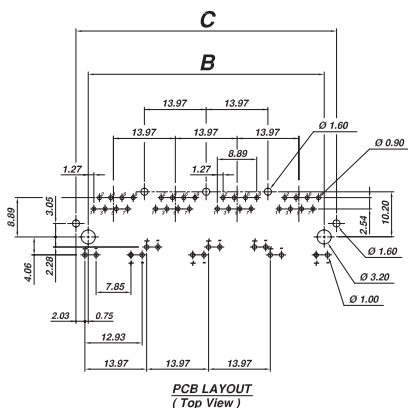 C
B
13.97 13.97
Ø 1.60
13.97 13.97 13.97
Ø 0.90
8.89
1.27 1.27
8.89
3.05
10.20
2.54
4.06
2.28
Ø 1.60
Ø 3.20
Ø 1.00
7.85
2.03 0.75
12.93
13.97 13.97 13.97
PCB LAYOUT
( Top View )